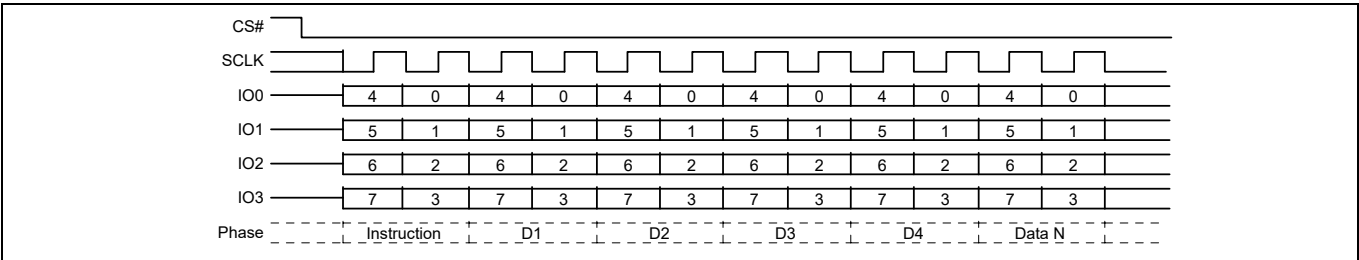 CS#
SCLK
IO0 4 0 4 0 4 0 4 0 4 0 4 0
IO1 5 1 5 1 5 1 5 1 5 1 5 1
IO2 6 2 6 2 6 2 6 2 6 2 6 2
IO3 7 3 7 3 7 3 7 3 7 3 7 3
Phase Instruction D1 D2 D3 D4 Data N